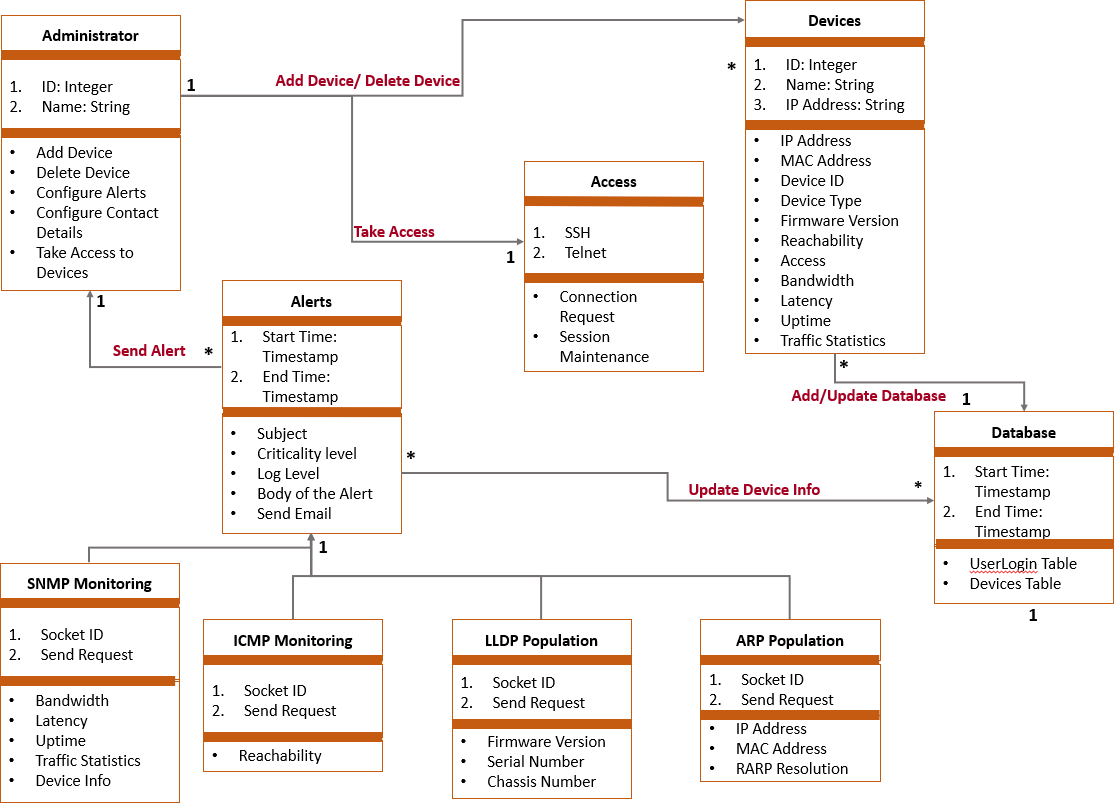 Administrator
1. ID: Integer
2. Name: String
• Add Device
• Delete Device
• Configure Alerts
• Configure Contact
Details
• Take Access to
Devices
1
Add Device/ Delete Device
*
Devices
1. ID: Integer
2. Name: String
3. IP Address: String
• IP Address
• MAC Address
• Device ID
• Device Type
• Firmware Version
• Reachability
• Access
• Bandwidth
• Latency
• Uptime
• Traffic Statistics
Take Access
1
Access
1. SSH
2. Telnet
• Connection
Request
• Session
Maintenance
1
Send Alert
*
Alerts
1. Start Time:
Timestamp
2. End Time:
Timestamp
• Subject
• Criticality level
• Log Level
• Body of the Alert
• Send Email
*
Add/Update Database
1
*
Update Device Info
*
Database
1. Start Time:
Timestamp
2. End Time:
Timestamp
• UserLogin Table
• Devices Table
1
1
SNMP Monitoring
1. Socket ID
2. Send Request
• Bandwidth
• Latency
• Uptime
• Traffic Statistics
• Device Info
ICMP Monitoring
1. Socket ID
2. Send Request
• Reachability
LLDP Population
1. Socket ID
2. Send Request
• Firmware Version
• Serial Number
• Chassis Number
ARP Population
1. Socket ID
2. Send Request
• IP Address
• MAC Address
• RARP Resolution